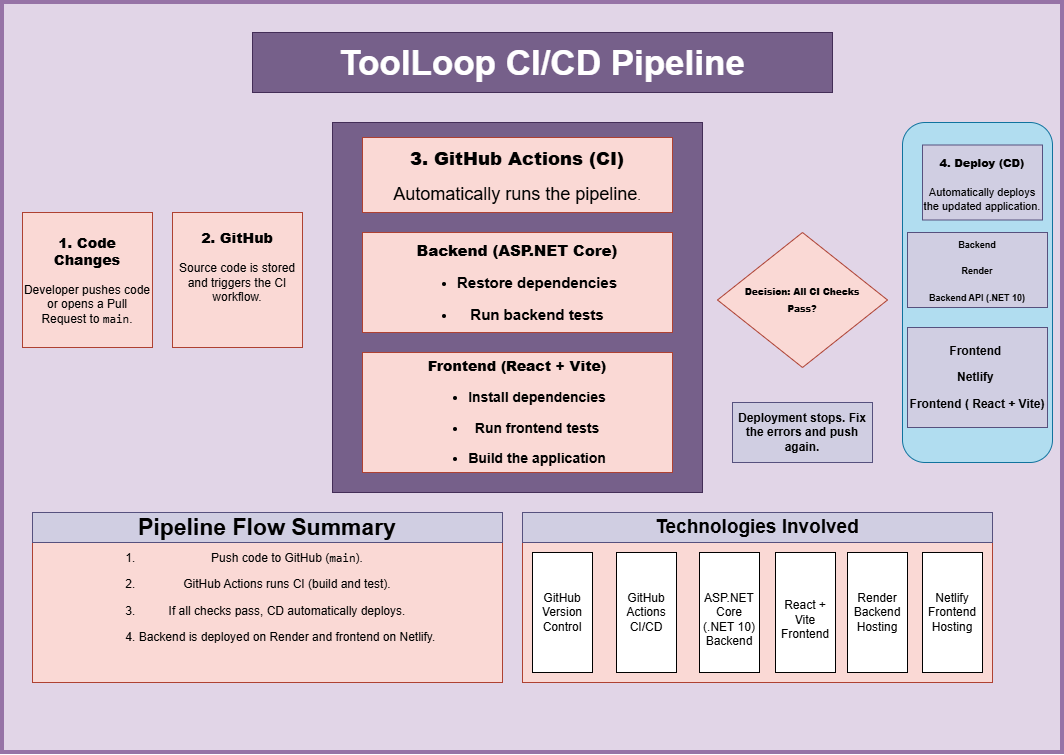 ToolLoop CI/CD Pipeline
1. Code
Changes
Developer pushes code
or opens a Pull
Request to main.
2. GitHub
Source code is stored
and triggers the CI
workflow.
3. GitHub Actions (CI)
Automatically runs the pipeline.
Backend (ASP.NET Core)
• Restore dependencies
• Run backend tests
Frontend (React + Vite)
• Install dependencies
• Run frontend tests
• Build the application
Decision: All CI Checks
Pass?
Deployment stops. Fix
the errors and push
again.
4. Deploy (CD)
Automatically deploys
the updated application.
Backend
Render
Backend API (.NET 10)
Frontend
Netlify
Frontend ( React + Vite)
Pipeline Flow Summary
1. Push code to GitHub (main).
2. GitHub Actions runs CI (build and test).
3. If all checks pass, CD automatically deploys.
4. Backend is deployed on Render and frontend on Netlify.
Technologies Involved
GitHub
Version
Control
GitHub
Actions
CI/CD
ASP.NET
Core
(.NET 10)
Backend
React +
Vite
Frontend
Render
Backend
Hosting
Netlify
Frontend
Hosting